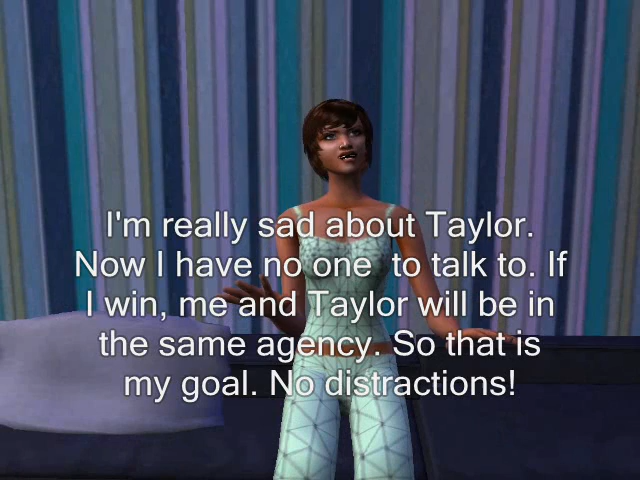 I'm really sad about Taylor.
Now I have no one  to talk to. If
I win, me and Taylor will be in
the same agency. So that is
my goal. No distractions!